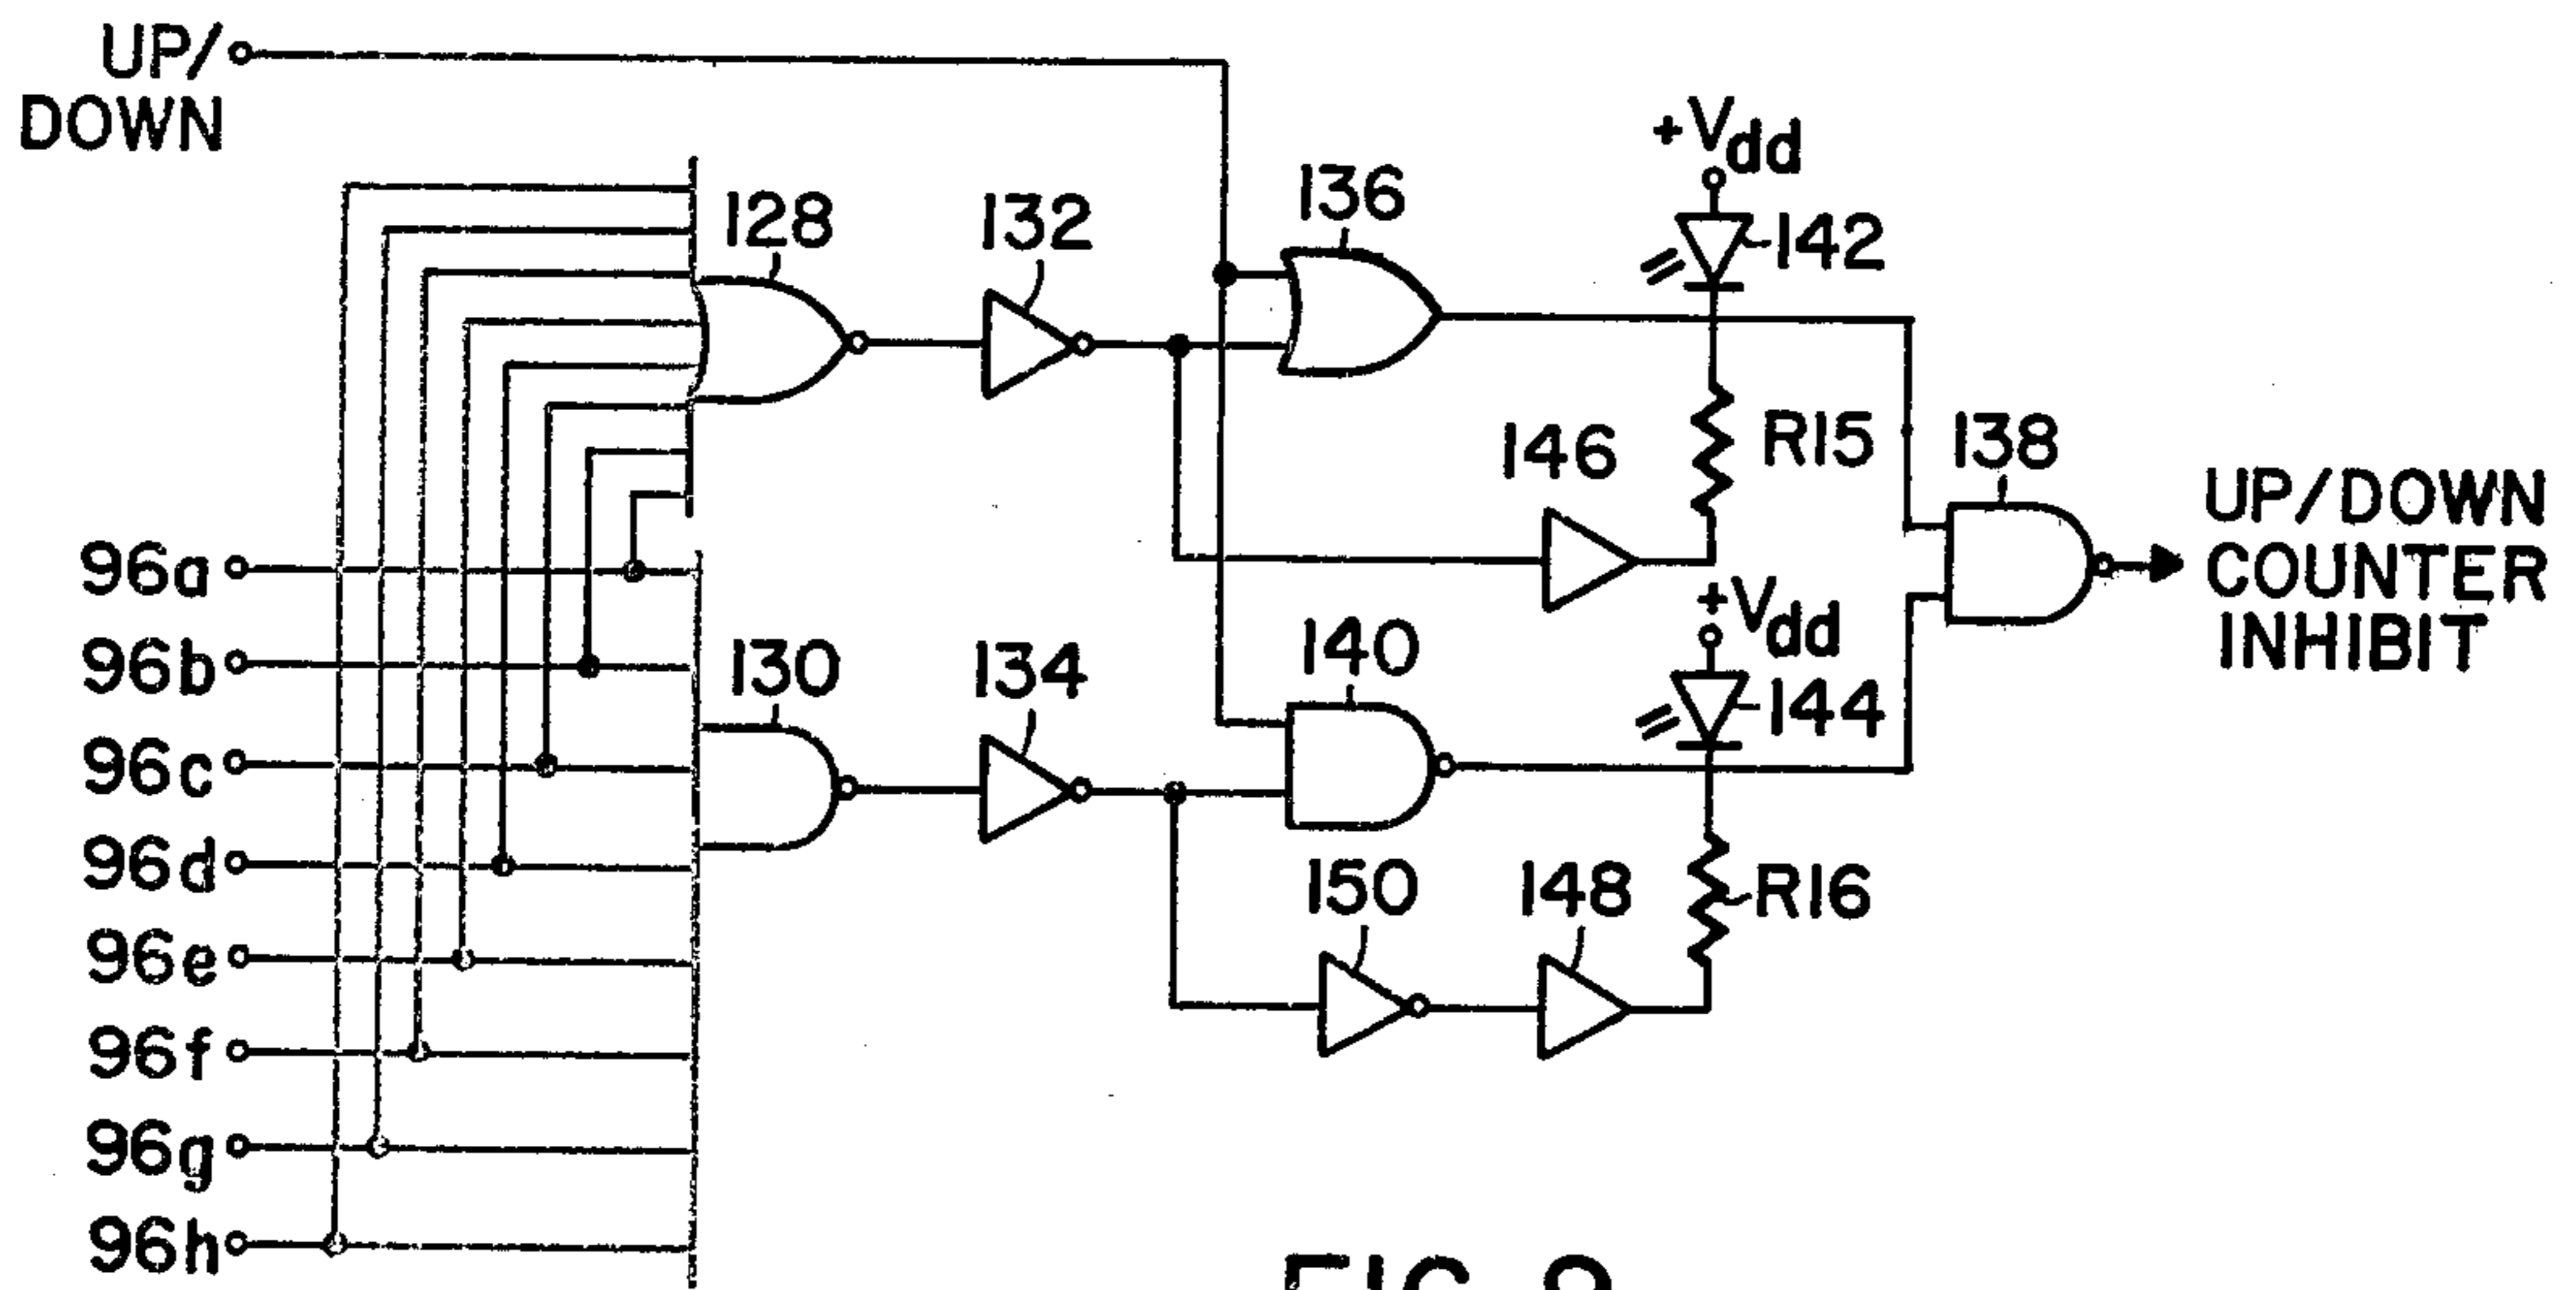 UP/
DOWN
128
132
136
+Vdd
142
R15
146
138
UP/DOWN
COUNTER
INHIBIT
96a
96b
96c
96d
96e
96f
96g
96h
130
134
140
+Vdd
144
150
148
R16